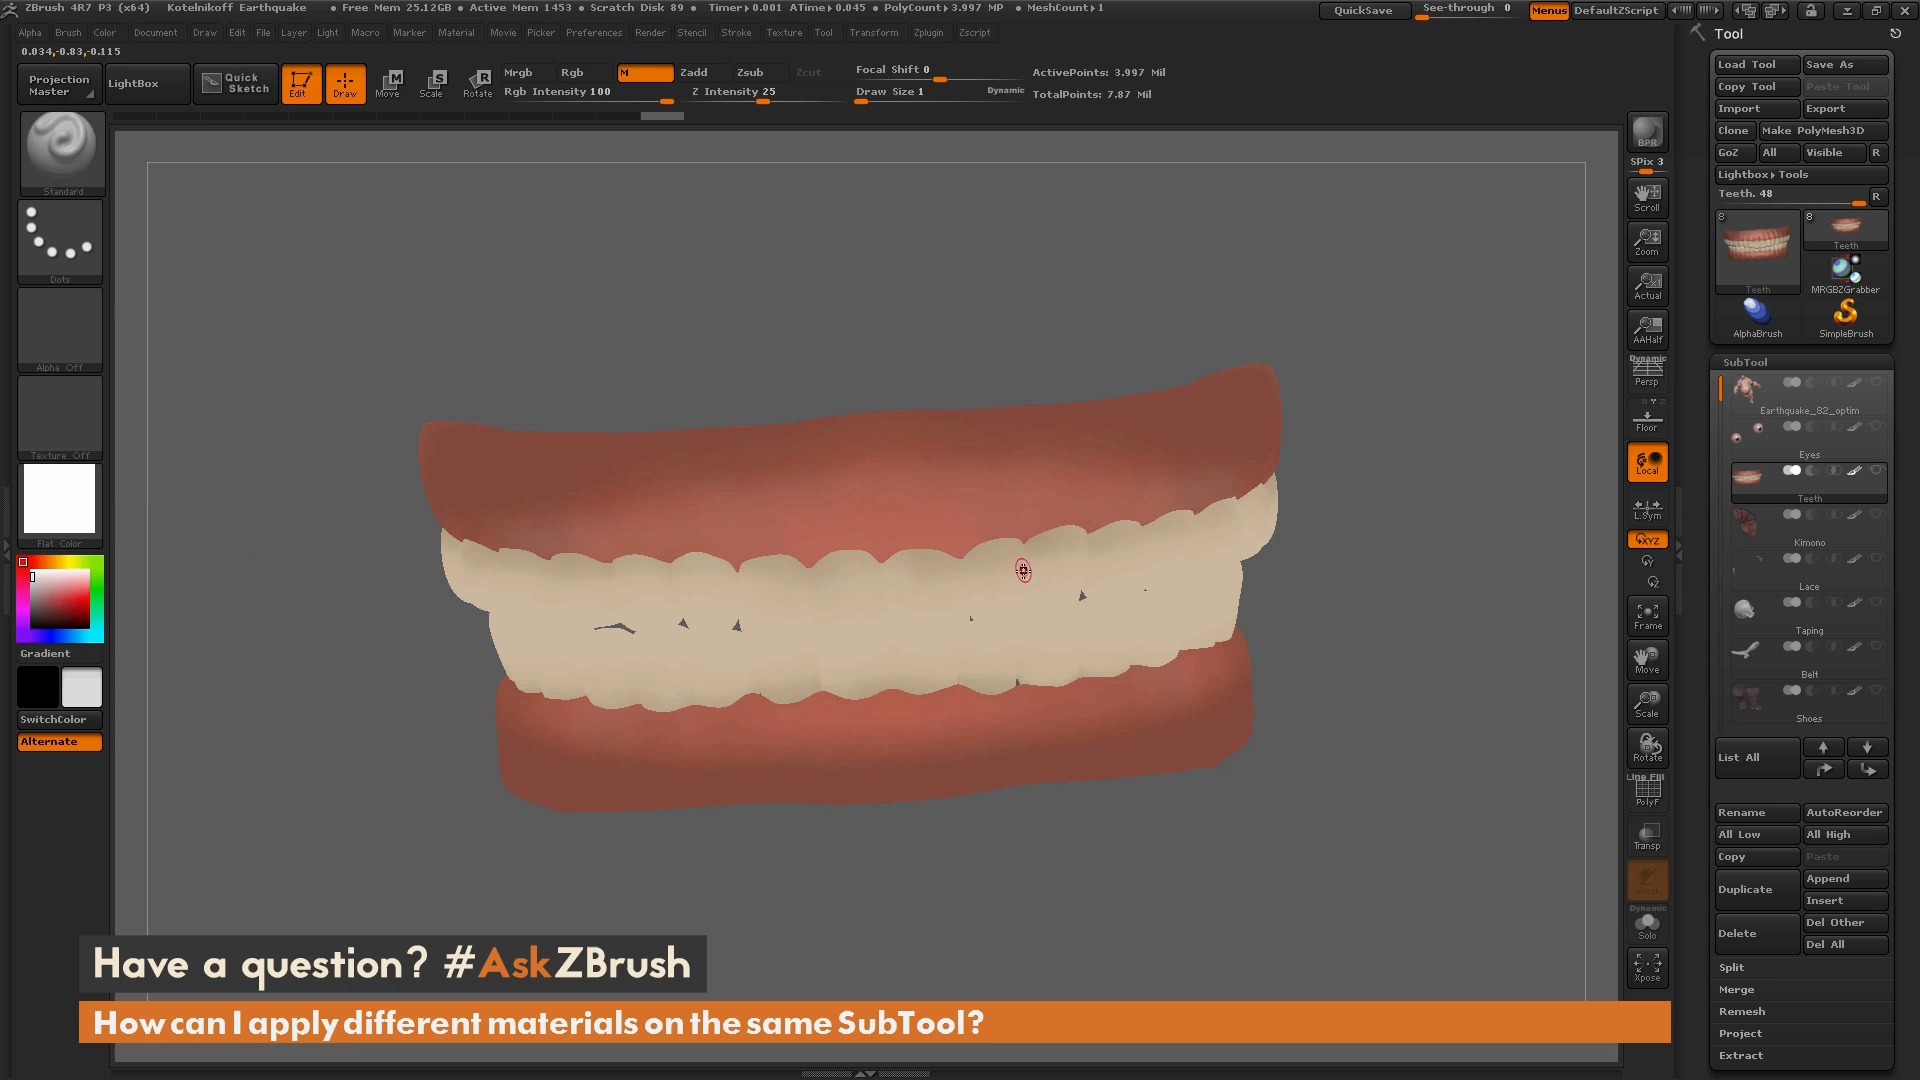 ZBrush 4R7 P3 (x64) Kotelnikoff Earthquake • Free Mem 25.12GB • Active Mem 1453 • Scratch Disk 89 • Timer▸0.001 ATime▸0.045 • PolyCount▸3.997 MP • MeshCount▸1 QuickSave See-through 0 Menus DefaultZScript
Alpha Brush Color Document Draw Edit File Layer Light Macro Marker Material Movie Picker Preferences Render Stencil Stroke Texture Tool Transform Zplugin Zscript
0.034,-0.83,-0.115
Projection Master
LightBox
Quick Sketch
Edit
Draw
Move
Scale
Rotate
Mrgb Rgb M Zadd Zsub Zcut
Rgb Intensity 100 Z Intensity 25
Focal Shift 0
Draw Size 1 Dynamic
ActivePoints: 3.997 Mil
TotalPoints: 7.87 Mil
Standard
Dots
Alpha Off
Texture Off
Flat Color
Gradient
SwitchColor
Alternate
BPR
SPix 3
Scroll
Zoom
Actual
AAHalf
Dynamic
Persp
Floor
Local
L.Sym
XYZ
Y
Z
Frame
Move
Scale
Rotate
Line Fill
PolyF
Transp
Ghost
Dynamic
Solo
Xpose
Tool
Load Tool Save As
Copy Tool Paste Tool
Import Export
Clone Make PolyMesh3D
GoZ All Visible R
Lightbox▸Tools
Teeth. 48 R
8 8
Teeth
Teeth
MRGBZGrabber
AlphaBrush SimpleBrush
SubTool
Earthquake_82_optim
Eyes
Teeth
Kimono
Lace
Taping
Belt
Shoes
List All
Rename AutoReorder
All Low All High
Copy Paste
Duplicate Append
Insert
Delete Del Other
Del All
Split
Merge
Remesh
Project
Extract
Have a question? #AskZBrush
How can I apply different materials on the same SubTool?